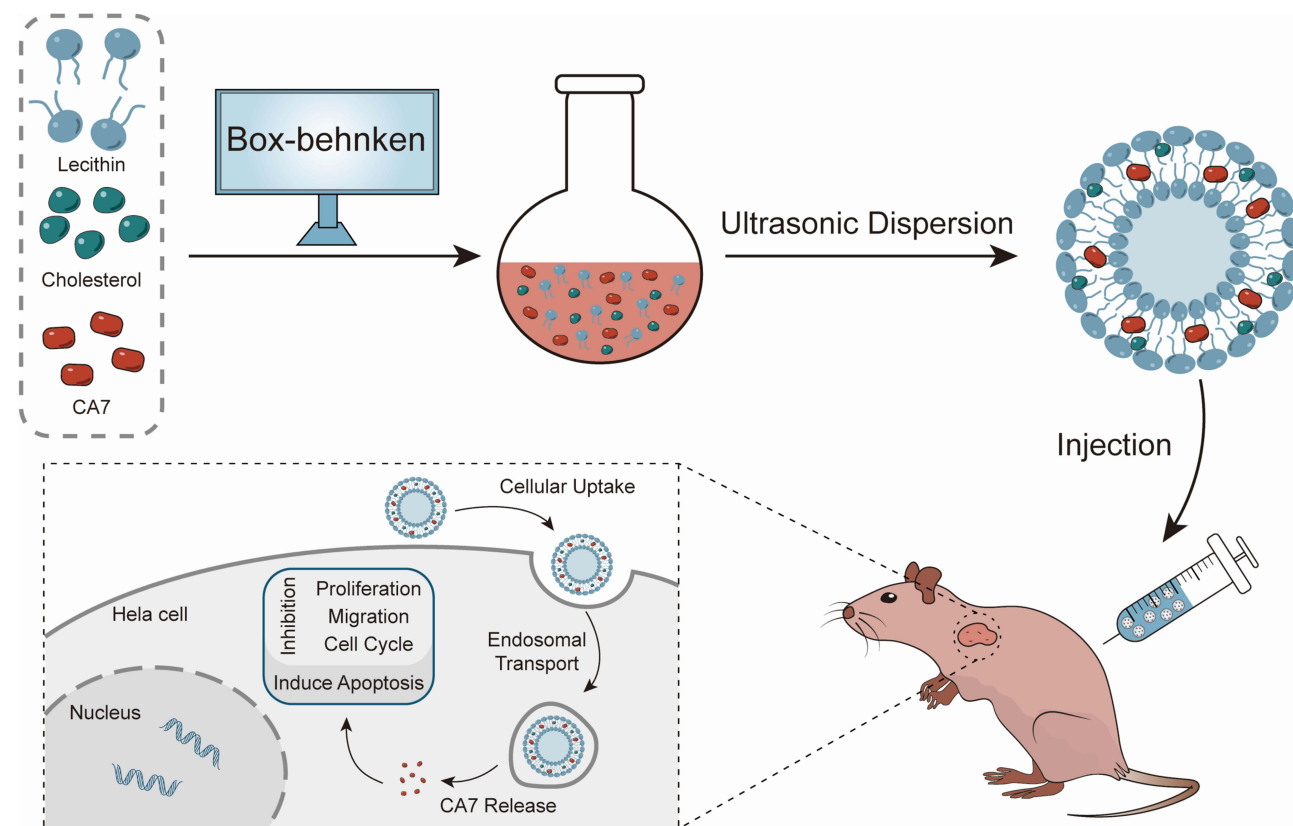 Lecithin
Cholesterol
CA7
Box-behnken
Ultrasonic Dispersion
Injection
Cellular Uptake
Hela cell
Inhibition
Proliferation
Migration
Cell Cycle
Induce Apoptosis
Endosomal
Transport
Nucleus
CA7 Release